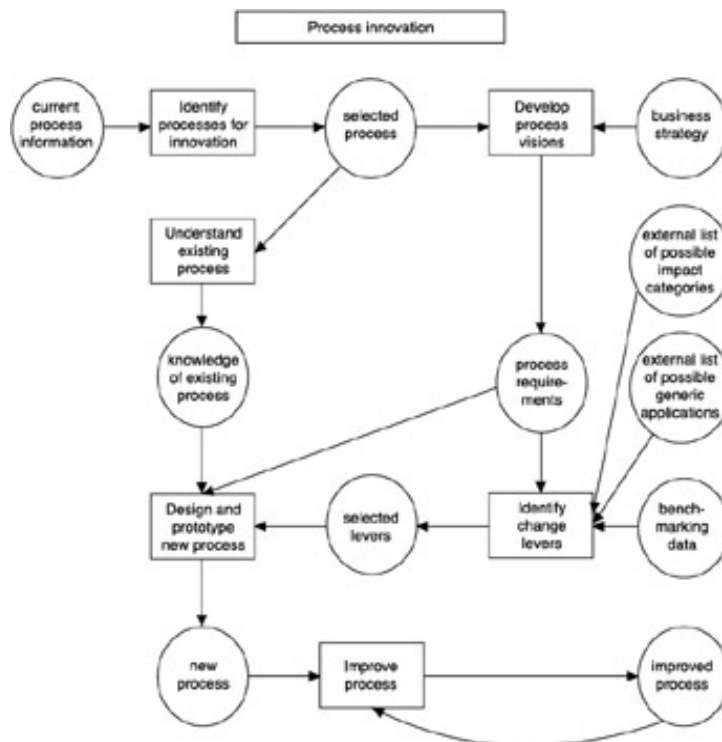 Process innovation
current
process
information
Identify
processes for
innovation
selected
process
Develop
process
visions
business
strategy
Understand
existing
process
external list
of possible
impact
categories
knowledge
of existing
process
process
require-
ments
external
list of possible
generic
applications
Design and
prototype
new process
selected
levers
Identify
change
levers
bench-
marking
data
new
process
Improve
process
improved
process